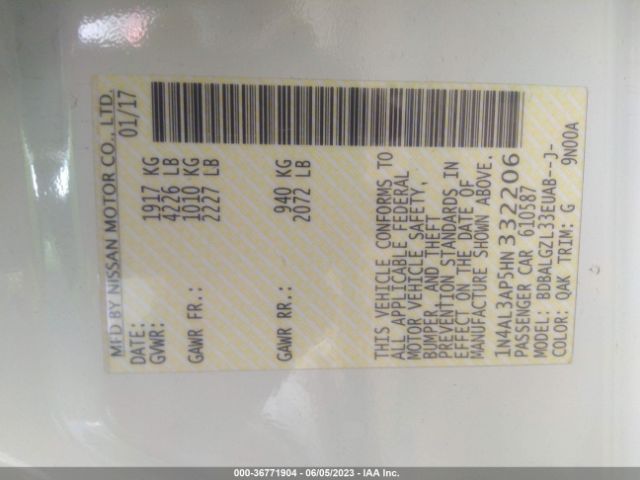 MFD BY NISSAN MOTOR CO., LTD.
DATE: 01/17
GVWR: 1917 KG
4226 LB
GAWR FR.: 1010 KG
2227 LB
GAWR RR.: 940 KG
2072 LB
THIS VEHICLE CONFORMS TO
ALL APPLICABLE FEDERAL
MOTOR VEHICLE SAFETY,
BUMPER, AND THEFT
PREVENTION STANDARDS IN
EFFECT ON THE DATE OF
MANUFACTURE SHOWN ABOVE.
1N4AL3AP5HN332206
PASSENGER CAR 610587
MODEL: BDBALGZL33EUAB--J-
COLOR: QAK TRIM: G 9N00A
000-36771904 - 06/05/2023 - IAA Inc.